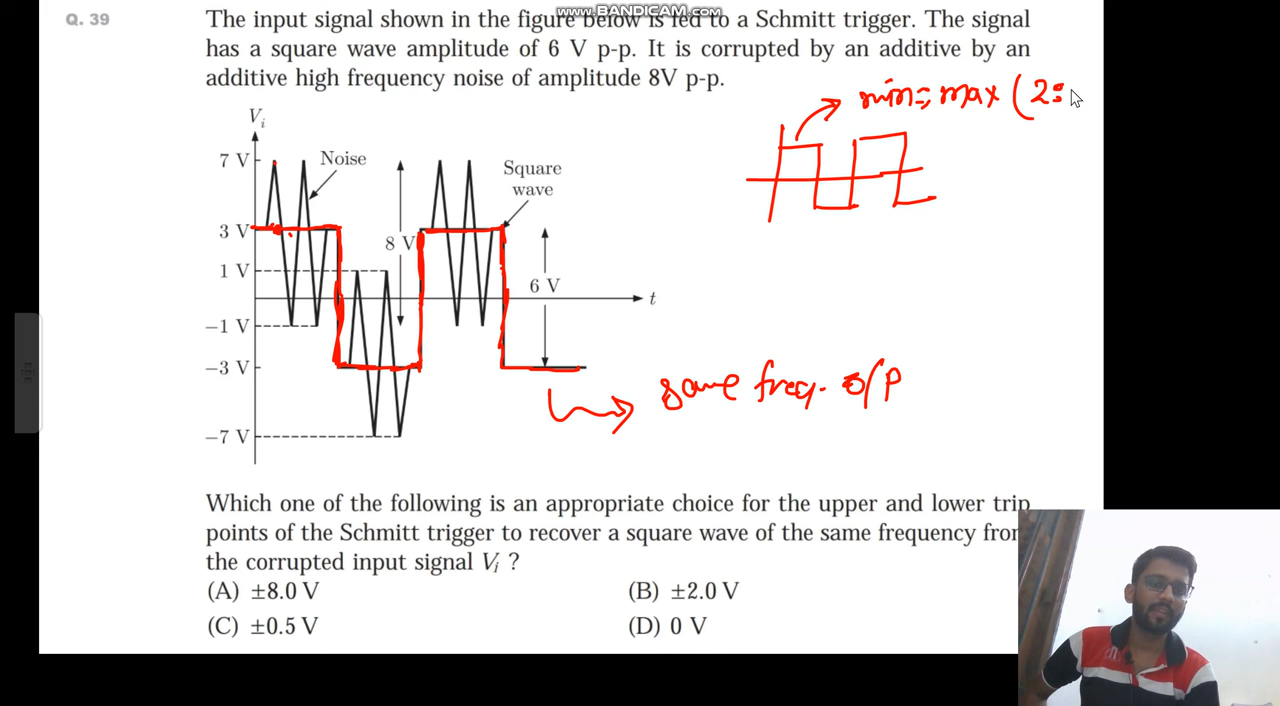 www.BANDICAM.com
Q. 39
The input signal shown in the figure below is fed to a Schmitt trigger. The signal
has a square wave amplitude of 6 V p-p. It is corrupted by an additive by an
additive high frequency noise of amplitude 8V p-p.
min = max (2
Vi
7 V
Noise
Square
wave
3 V
8 V
1 V
6 V
t
−1 V
−3 V
same freq. o/p
−7 V
Which one of the following is an appropriate choice for the upper and lower trip
points of the Schmitt trigger to recover a square wave of the same frequency from
the corrupted input signal Vi ?
(A) ±8.0 V
(B) ±2.0 V
(C) ±0.5 V
(D) 0 V